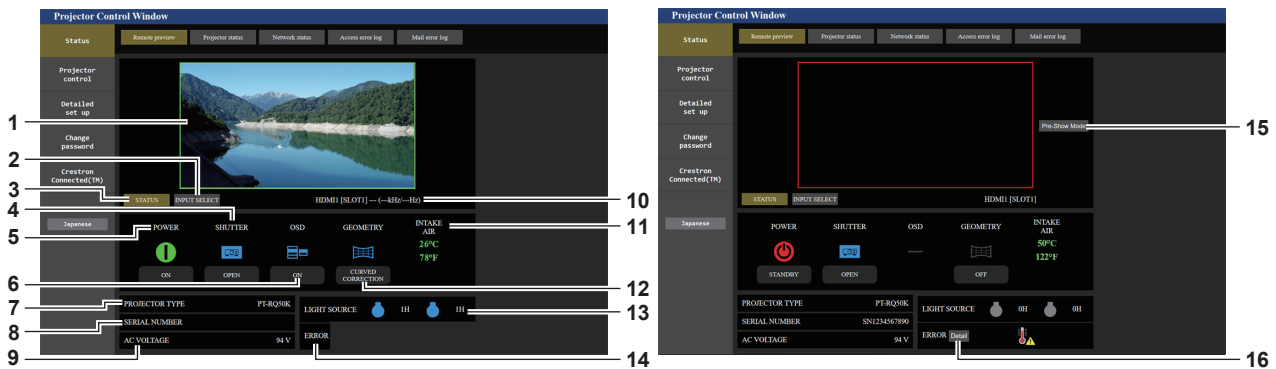 Projector Control Window
Status
Remote preview
Projector status
Network status
Access error log
Mail error log
Projector
control
Detailed
set up
Change
password
Crestron
Connected(TM)
Japanese
STATUS
INPUT SELECT
HDMI1 [SLOT1] --- (---kHz/---Hz)
POWER
SHUTTER
OSD
GEOMETRY
INTAKE
AIR
26°C
78°F
ON
OPEN
ON
CURVED
CORRECTION
PROJECTOR TYPE PT-RQ50K
SERIAL NUMBER
AC VOLTAGE 94 V
LIGHT SOURCE 1H 1H
ERROR
1
2
3
4
5
6
7
8
9
10
11
12
13
14
Projector Control Window
Status
Remote preview
Projector status
Network status
Access error log
Mail error log
Projector
control
Detailed
set up
Change
password
Crestron
Connected(TM)
Japanese
Pre-Show Mode
STATUS
INPUT SELECT
HDMI1 [SLOT1]
POWER
SHUTTER
OSD
GEOMETRY
INTAKE
AIR
50°C
122°F
STANDBY
OPEN
OFF
PROJECTOR TYPE PT-RQ50K
SERIAL NUMBER SN1234567890
AC VOLTAGE 94 V
LIGHT SOURCE 0H 0H
ERROR Detail
15
16